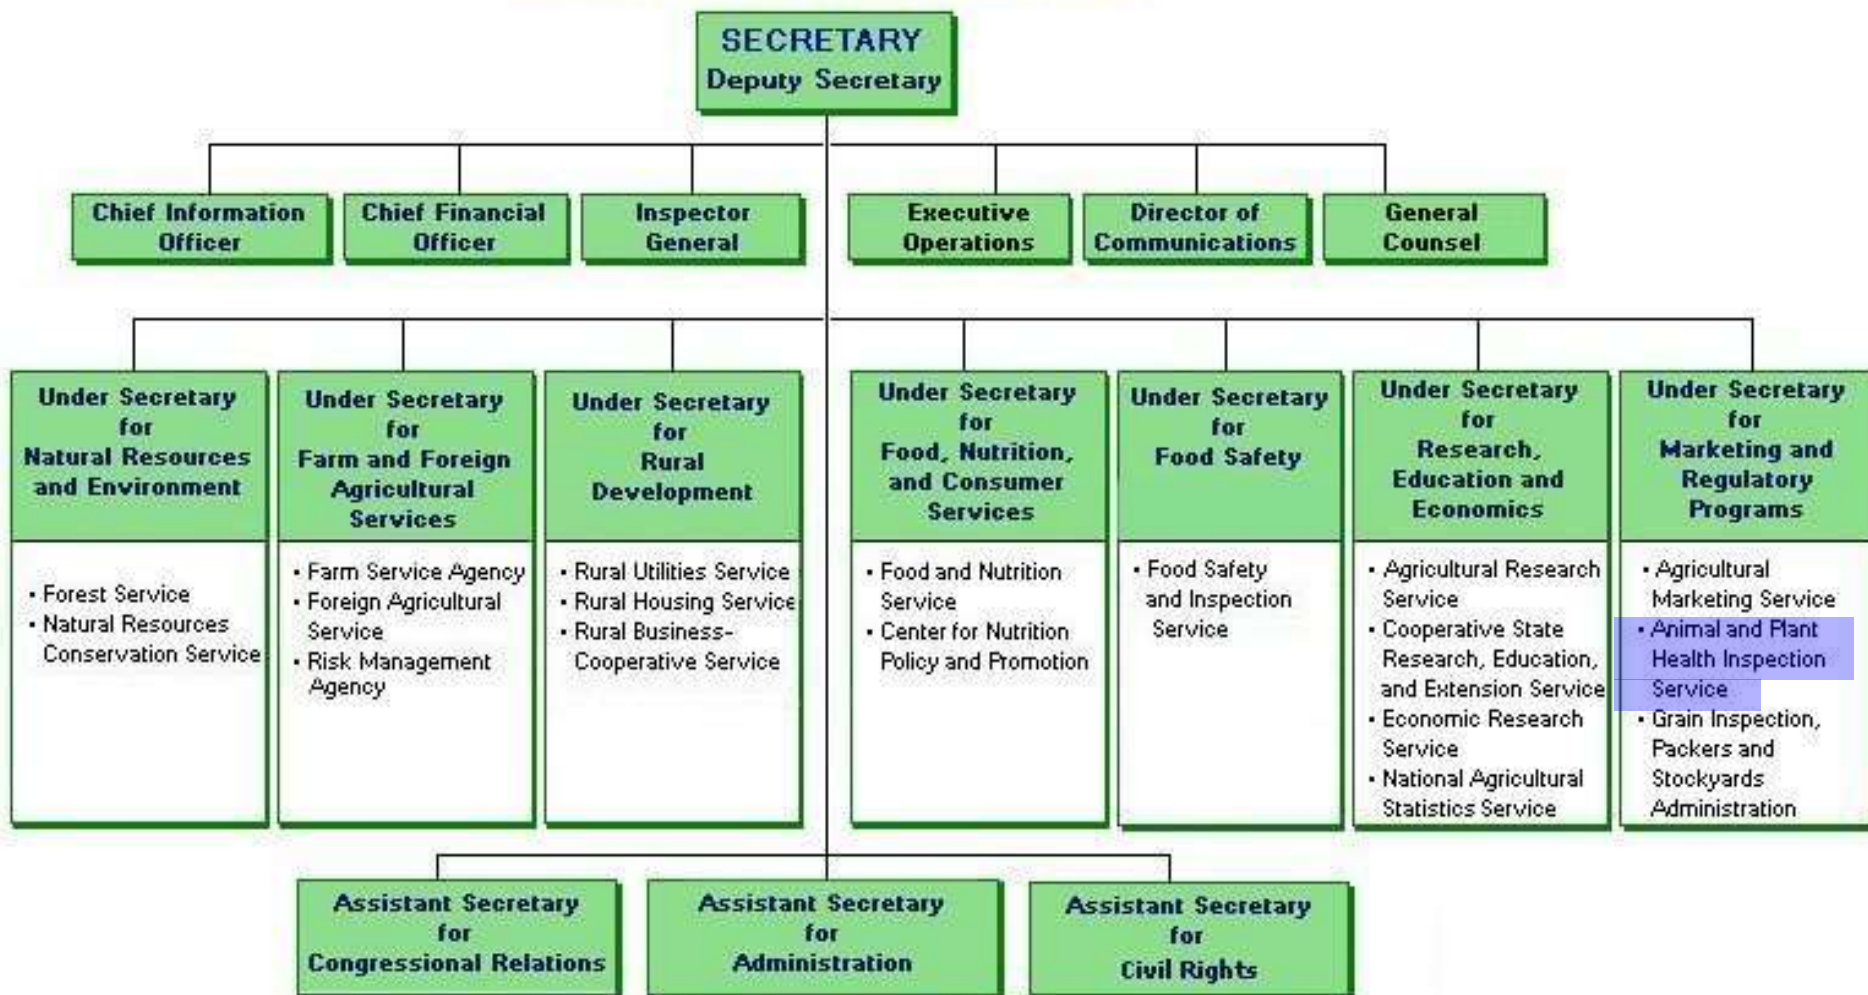 SECRETARY
Deputy Secretary
Chief Information
Officer
Chief Financial
Officer
Inspector
General
Executive
Operations
Director of
Communications
General
Counsel
Under Secretary
for
Natural Resources
and Environment
• Forest Service
• Natural Resources
Conservation Service
Under Secretary
for
Farm and Foreign
Agricultural
Services
• Farm Service Agency
• Foreign Agricultural
Service
• Risk Management
Agency
Under Secretary
for
Rural
Development
• Rural Utilities Service
• Rural Housing Service
• Rural Business-
Cooperative Service
Under Secretary
for
Food, Nutrition,
and Consumer
Services
• Food and Nutrition
Service
• Center for Nutrition
Policy and Promotion
Under Secretary
for
Food Safety
• Food Safety
and Inspection
Service
Under Secretary
for
Research,
Education and
Economics
• Agricultural Research
Service
• Cooperative State
Research, Education,
and Extension Service
• Economic Research
Service
• National Agricultural
Statistics Service
Under Secretary
for
Marketing and
Regulatory
Programs
• Agricultural
Marketing Service
• Animal and Plant
Health Inspection
Service
• Grain Inspection,
Packers and
Stockyards
Administration
Assistant Secretary
for
Congressional Relations
Assistant Secretary
for
Administration
Assistant Secretary
for
Civil Rights